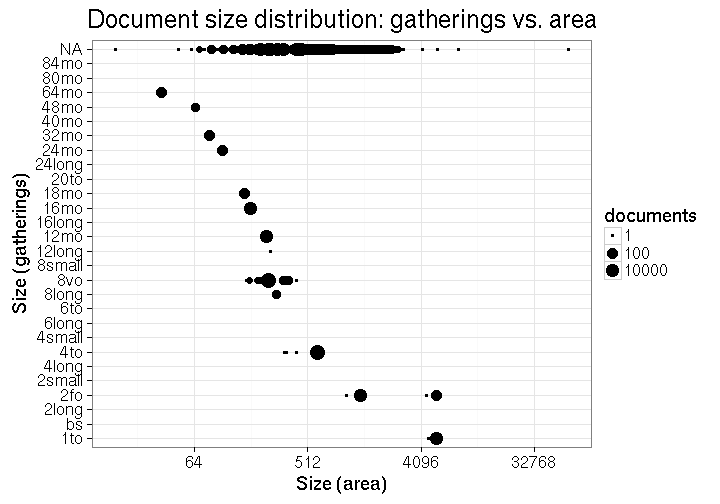 Document size distribution: gatherings vs. area
NA
84mo
80mo
64mo
48mo
40mo
32mo
24mo
24long
20to
18mo
16mo
16long
12mo
12long
8small
8vo
8long
6to
6long
4small
4to
4long
2small
2fo
2long
bs
1to
Size (gatherings)
64
512
4096
32768
Size (area)
documents
1
100
10000